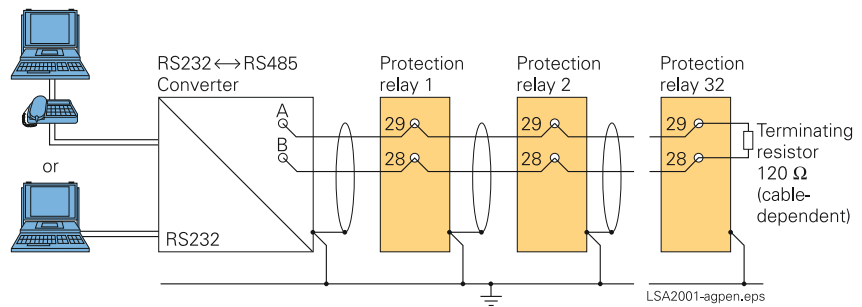 RS232 ↔ RS485
Converter
A
B
RS232
or
Protection
relay 1
29
28
Protection
relay 2
29
28
Protection
relay 32
29
28
Terminating
resistor
120 Ω
(cable-
dependent)
LSA2001-agpen.eps